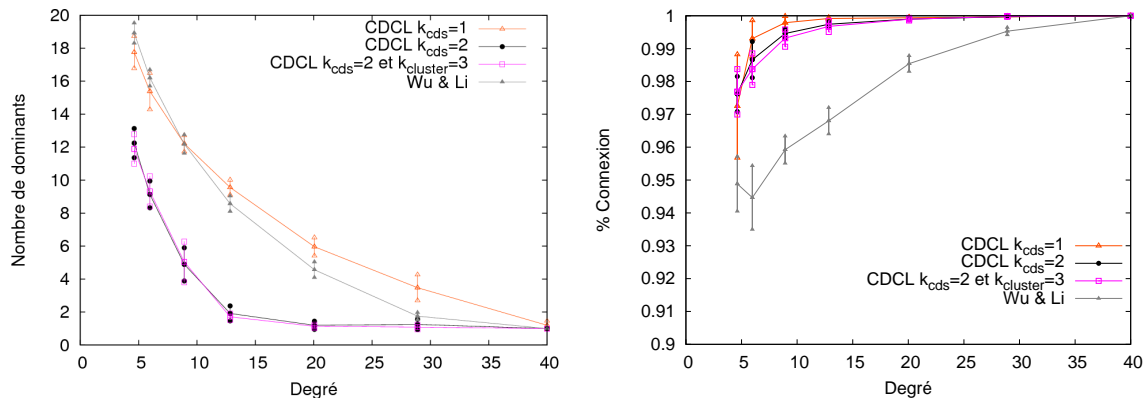 20
18
16
14
12
10
8
6
4
2
0
0 5 10 15 20 25 30 35 40
Nombre de dominants
Degré
CDCL kcds=1
CDCL kcds=2
CDCL kcds=2 et kcluster=3
Wu & Li
1
0.99
0.98
0.97
0.96
0.95
0.94
0.93
0.92
0.91
0.9
0 5 10 15 20 25 30 35 40
% Connexion
Degré
CDCL kcds=1
CDCL kcds=2
CDCL kcds=2 et kcluster=3
Wu & Li